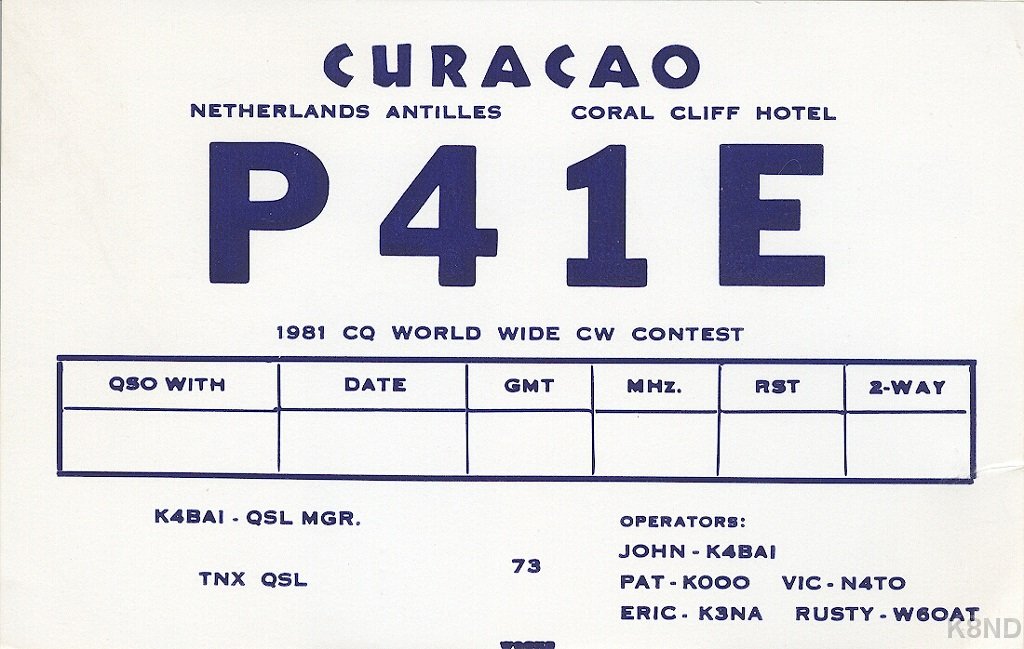 CURACAO
NETHERLANDS ANTILLES CORAL CLIFF HOTEL
P41E
1981 CQ WORLD WIDE CW CONTEST
QSO WITH DATE GMT MHz. RST 2-WAY
K4BAI - QSL MGR.
TNX QSL
73
OPERATORS:
JOHN - K4BAI
PAT - K0OO VIC - N4TO
ERIC - K3NA RUSTY - W6OAT
K8ND